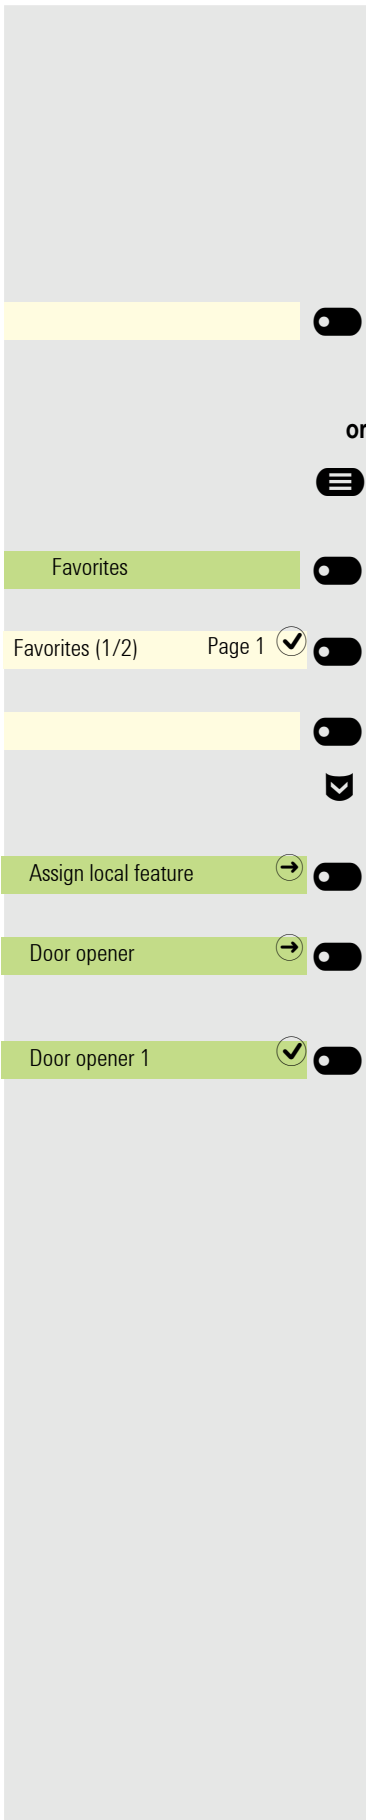 or
Favorites
Favorites (1/2) Page 1
Assign local feature
Door opener
Door opener 1